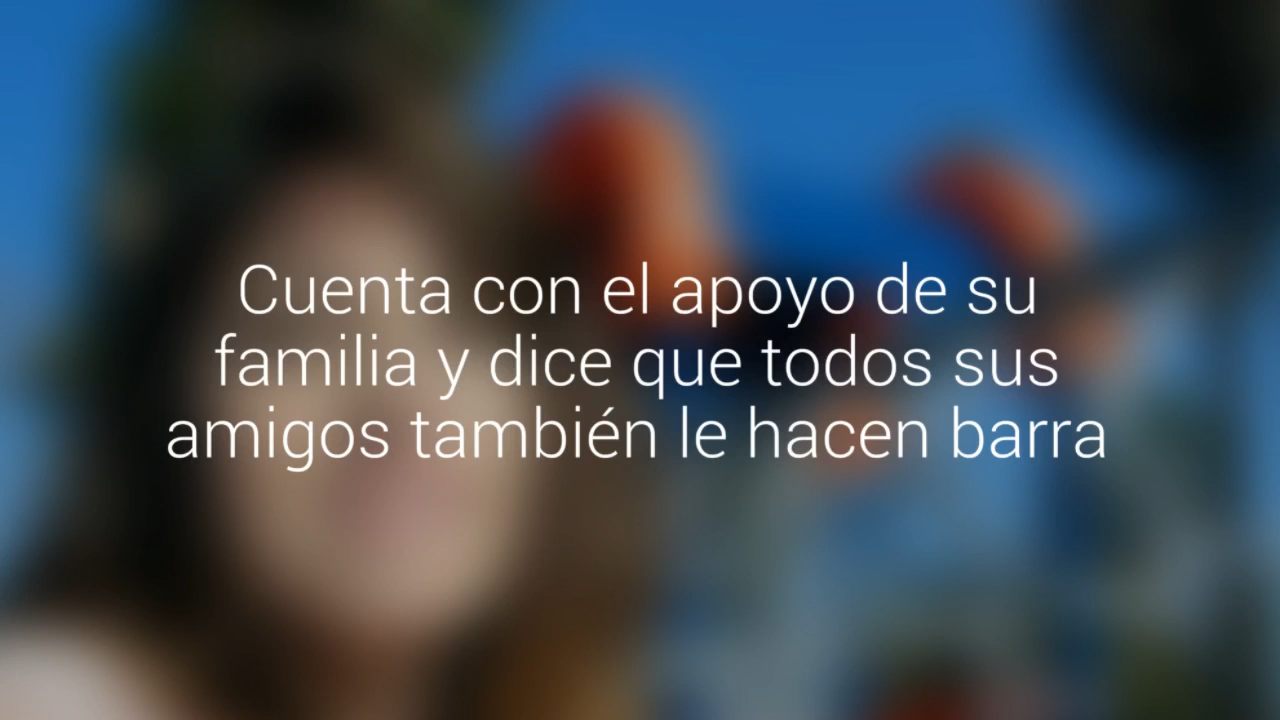 Cuenta con el apoyo de su
familia y dice que todos sus
amigos también le hacen barra